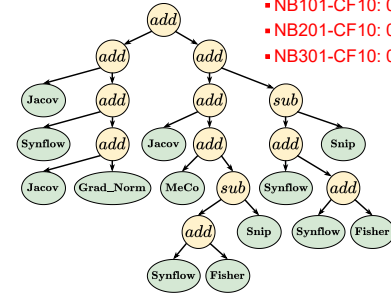 add
▪ NB101-CF10: 0
▪ NB201-CF10: 0
▪ NB301-CF10: 0
add add
Jacov add add sub
Synflow add Jacov add add Snip
Jacov Grad_Norm MeCo sub Synflow add
add Snip Synflow Fisher
Synflow Fisher